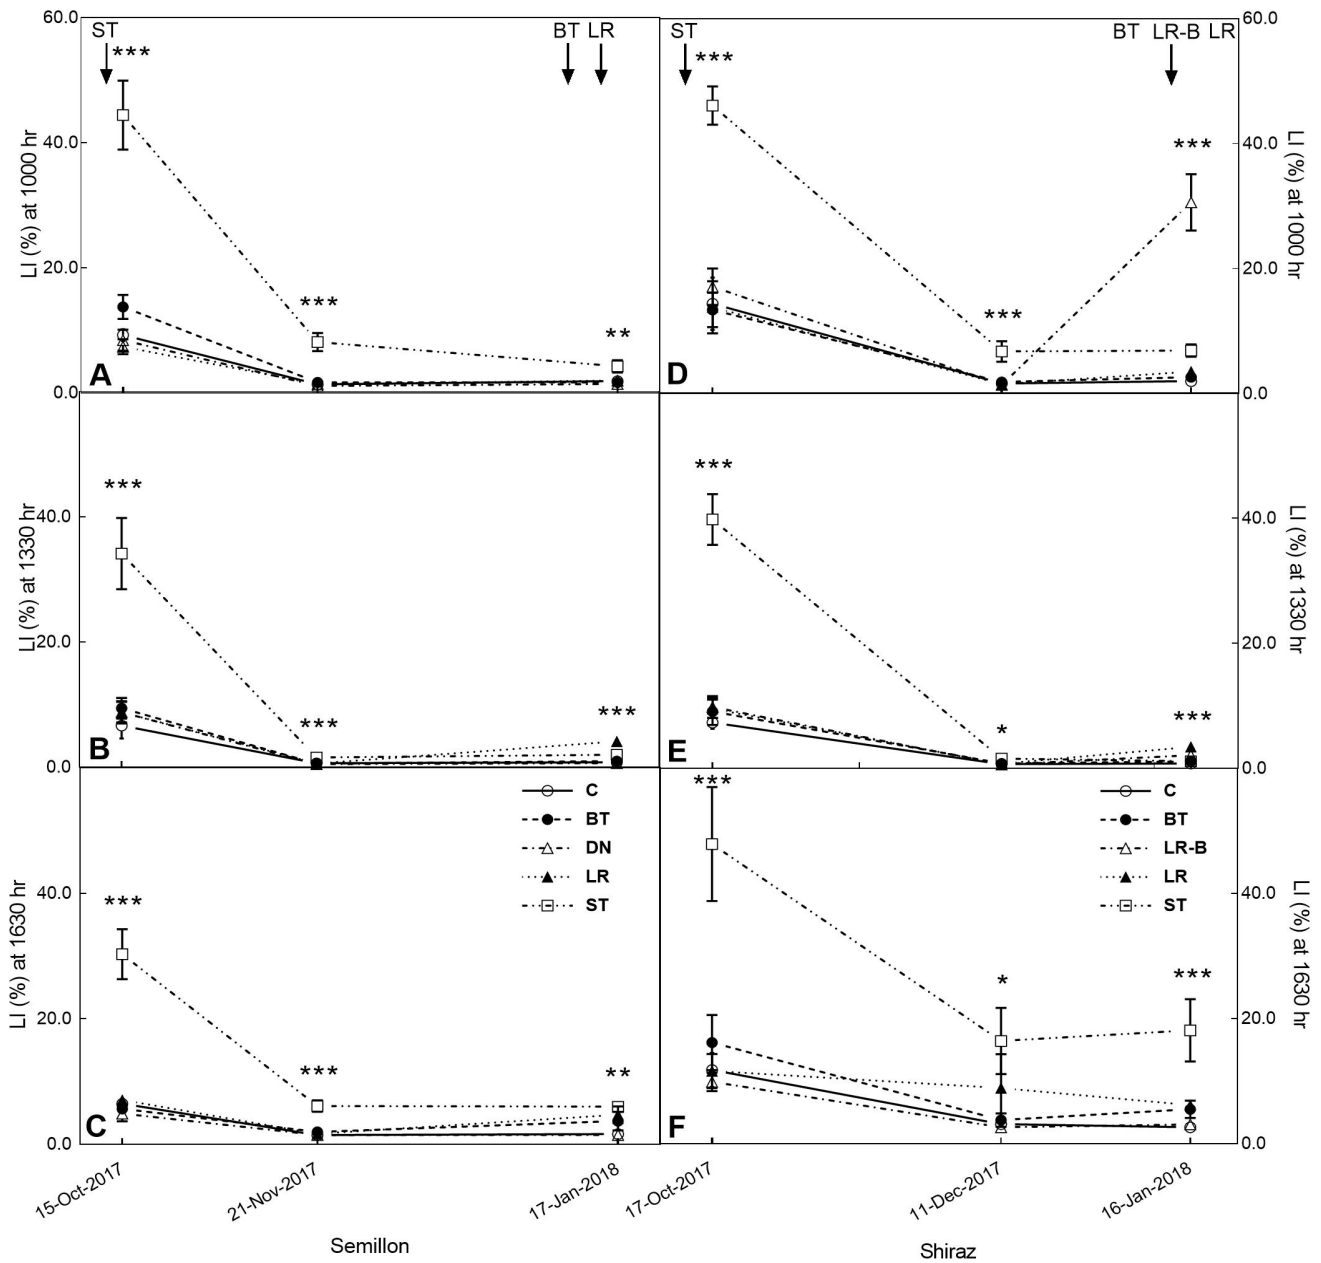 60.0
ST
BT LR
***
40.0
LI (%) at 1000 hr
***
20.0
**
A
0.0
ST
BT LR-B LR
60.0
***
***
40.0
LI (%) at 1000 hr
***
20.0
D
0.0
***
40.0
LI (%) at 1330 hr
20.0
***
***
B
0.0
***
40.0
LI (%) at 1330 hr
20.0
*
***
E
0.0
C
BT
DN
LR
ST
***
40.0
LI (%) at 1630 hr
20.0
***
**
C
0.0
***
C
BT
LR-B
LR
ST
40.0
LI (%) at 1630 hr
*
***
20.0
F
0.0
15-Oct-2017
21-Nov-2017
17-Jan-2018
17-Oct-2017
11-Dec-2017
16-Jan-2018
Semillon
Shiraz